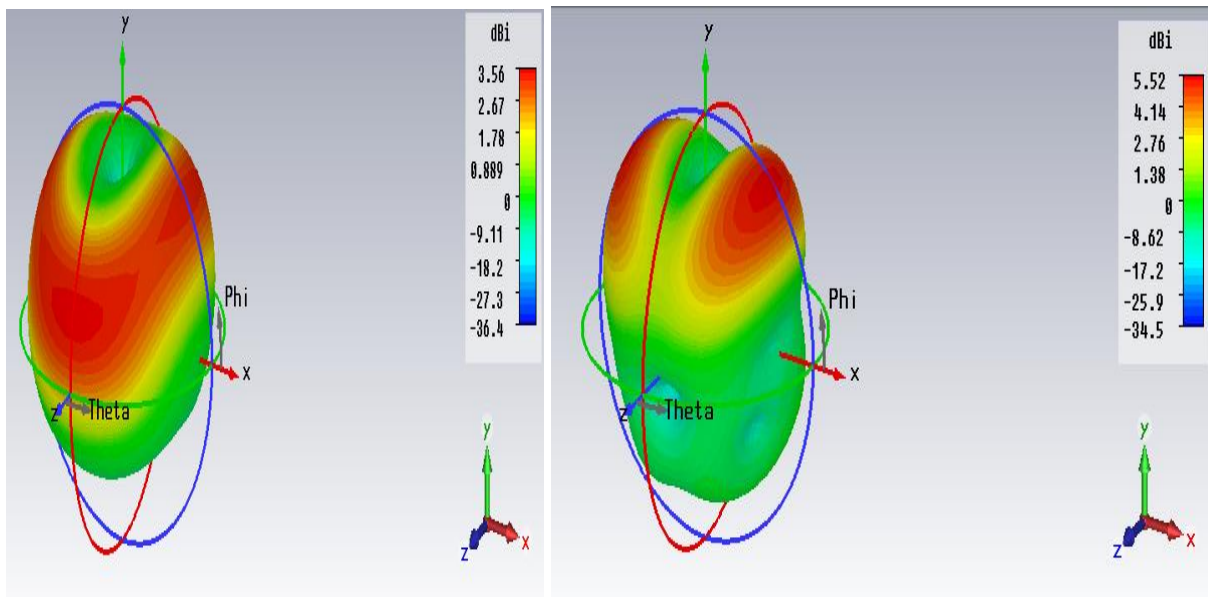 y
dBi
3.56
2.67
1.78
0.889
0
-9.11
-18.2
-27.3
-36.4
Phi
x
z
Theta
y
z
x
y
dBi
5.52
4.14
2.76
1.38
0
-8.62
-17.2
-25.9
-34.5
Phi
x
z
Theta
y
z
x